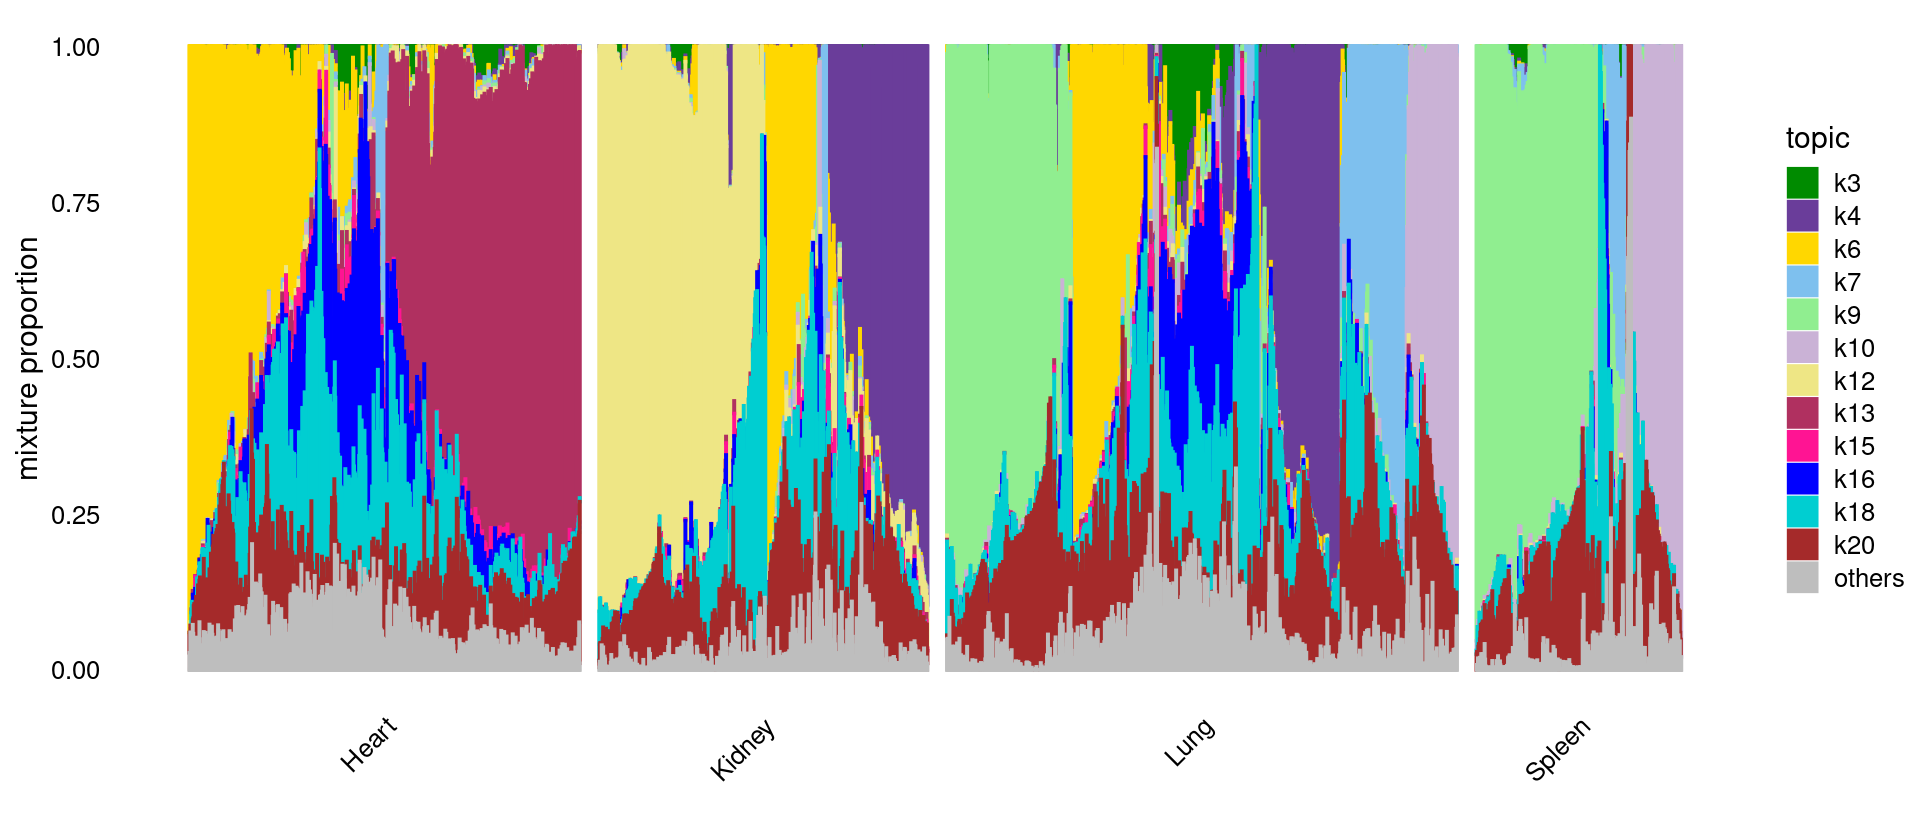 mixture proportion
1.00
0.75
0.50
0.25
0.00
Heart
Kidney
Lung
Spleen
topic
k3
k4
k6
k7
k9
k10
k12
k13
k15
k16
k18
k20
others